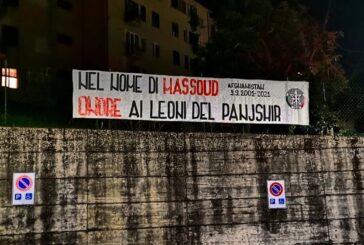 NEL NOME DI MASSOUD
AFGHANISTAN
9.9.2001-2021
ONORE AI LEONI DEL PANJSHIR
P
P